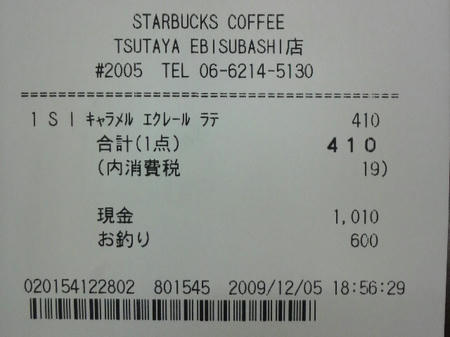 STARBUCKS COFFEE
TSUTAYA EBISUBASHI店
#2005 TEL 06-6214-5130
================================
1 S I キャラメル エクレール ラテ 410
合計(1点) 410
(内消費税 19)
現金 1,010
お釣り 600
020154122802 801545 2009/12/05 18:56:29